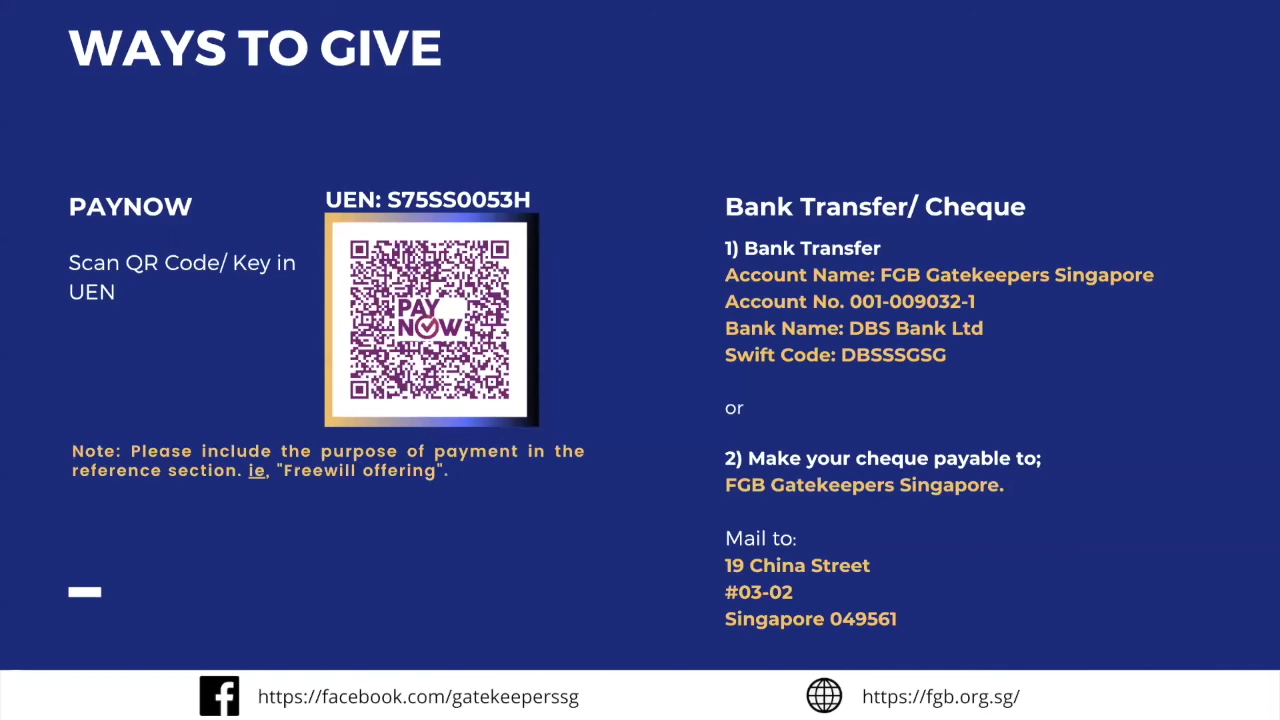 WAYS TO GIVE
PAYNOW
Scan QR Code/ Key in
UEN
UEN: S75SS0053H
PAY
NOW
Note: Please include the purpose of payment in the
reference section. ie, "Freewill offering".
Bank Transfer/ Cheque
1) Bank Transfer
Account Name: FGB Gatekeepers Singapore
Account No. 001-009032-1
Bank Name: DBS Bank Ltd
Swift Code: DBSSSGSG
or
2) Make your cheque payable to;
FGB Gatekeepers Singapore.
Mail to:
19 China Street
#03-02
Singapore 049561
https://facebook.com/gatekeeperssg
https://fgb.org.sg/